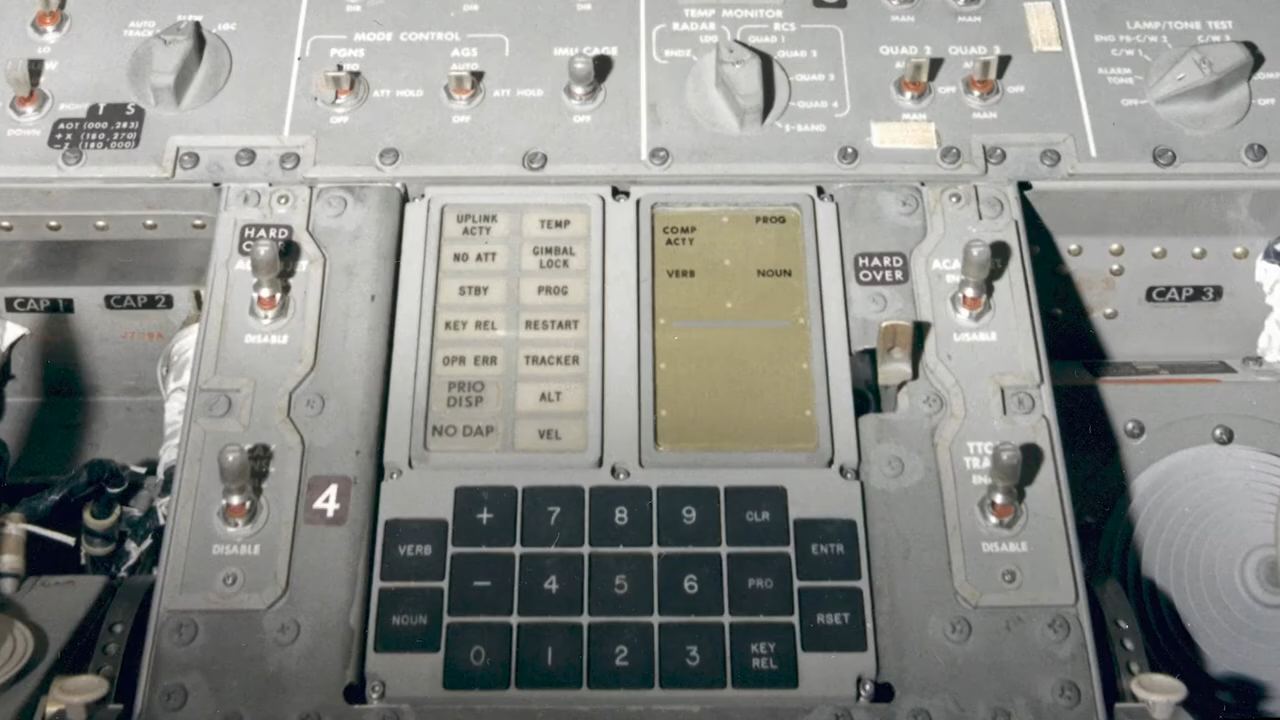 DIR
DIR
TEMP MONITOR
MAN
MAN
LAMP/TONE TEST
AUTO
TRACK
SLEW
LGC
LO
MODE CONTROL
RADAR
RCS
LDG
QUAD 1
RNDZ
QUAD 2
QUAD 3
QUAD 4
S-BAND
PGNS
AUTO
ATT HOLD
OFF
AGS
AUTO
ATT HOLD
OFF
IMU CAGE
OFF
QUAD 2
QUAD 3
OFF
OFF
MAN
MAN
ENG PB-C/W 2
C/W 3
C/W 1
ALARM
TONE
OFF
OFF
DOWN
T S
AOT (000,283)
+X (180,270)
-Z (180,000)
HARD
DISABLE
CAP 1
CAP 2
4
DISABLE
UPLINK
ACTY
TEMP
NO ATT
GIMBAL
LOCK
STBY
PROG
KEY REL
RESTART
OPR ERR
TRACKER
PRIO
DISP
ALT
NO DAP
VEL
COMP
ACTY
PROG
VERB
NOUN
HARD
OVER
DISABLE
CAP 3
DISABLE
VERB
+
7
8
9
CLR
ENTR
−
4
5
6
PRO
NOUN
RSET
0
1
2
3
KEY
REL